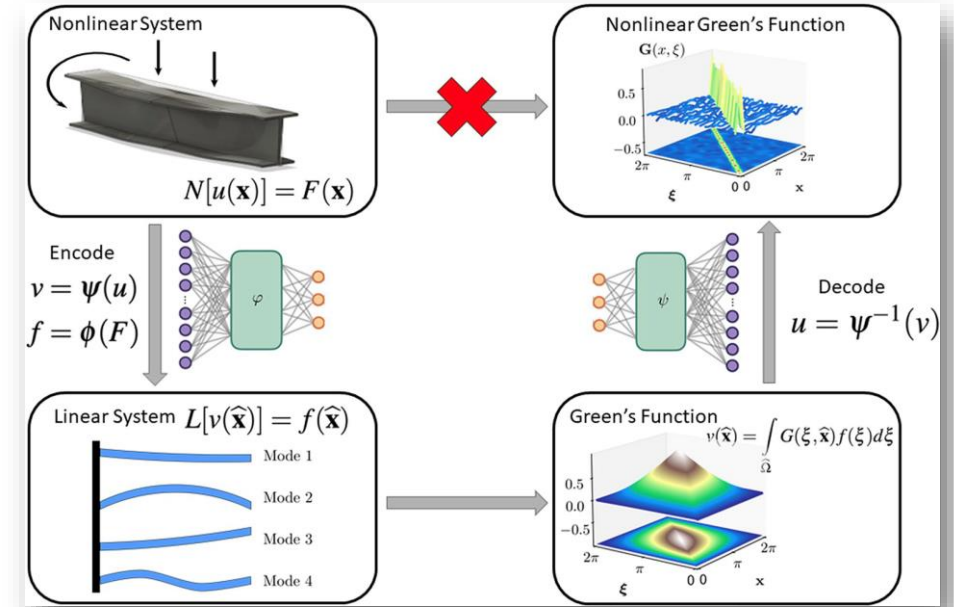 Nonlinear System
N[u(𝐱)] = F(𝐱)
Nonlinear Green's Function
𝐆(x, ξ)
0.5
0.0
−0.5
2π
π
0
ξ
0
π
2π
𝐱
Encode
v = 𝝍(u)
f = 𝝓(F)
φ
ψ
Decode
u = 𝝍⁻¹(v)
Linear System L[v(𝐱̂)] = f(𝐱̂)
Mode 1
Mode 2
Mode 3
Mode 4
Green's Function
v(𝐱̂) = ∫ G(𝝃, 𝐱̂)f(𝝃)d𝝃
Ω̂
0.5
0.0
−0.5
2π
π
0
ξ
0
π
2π
𝐱